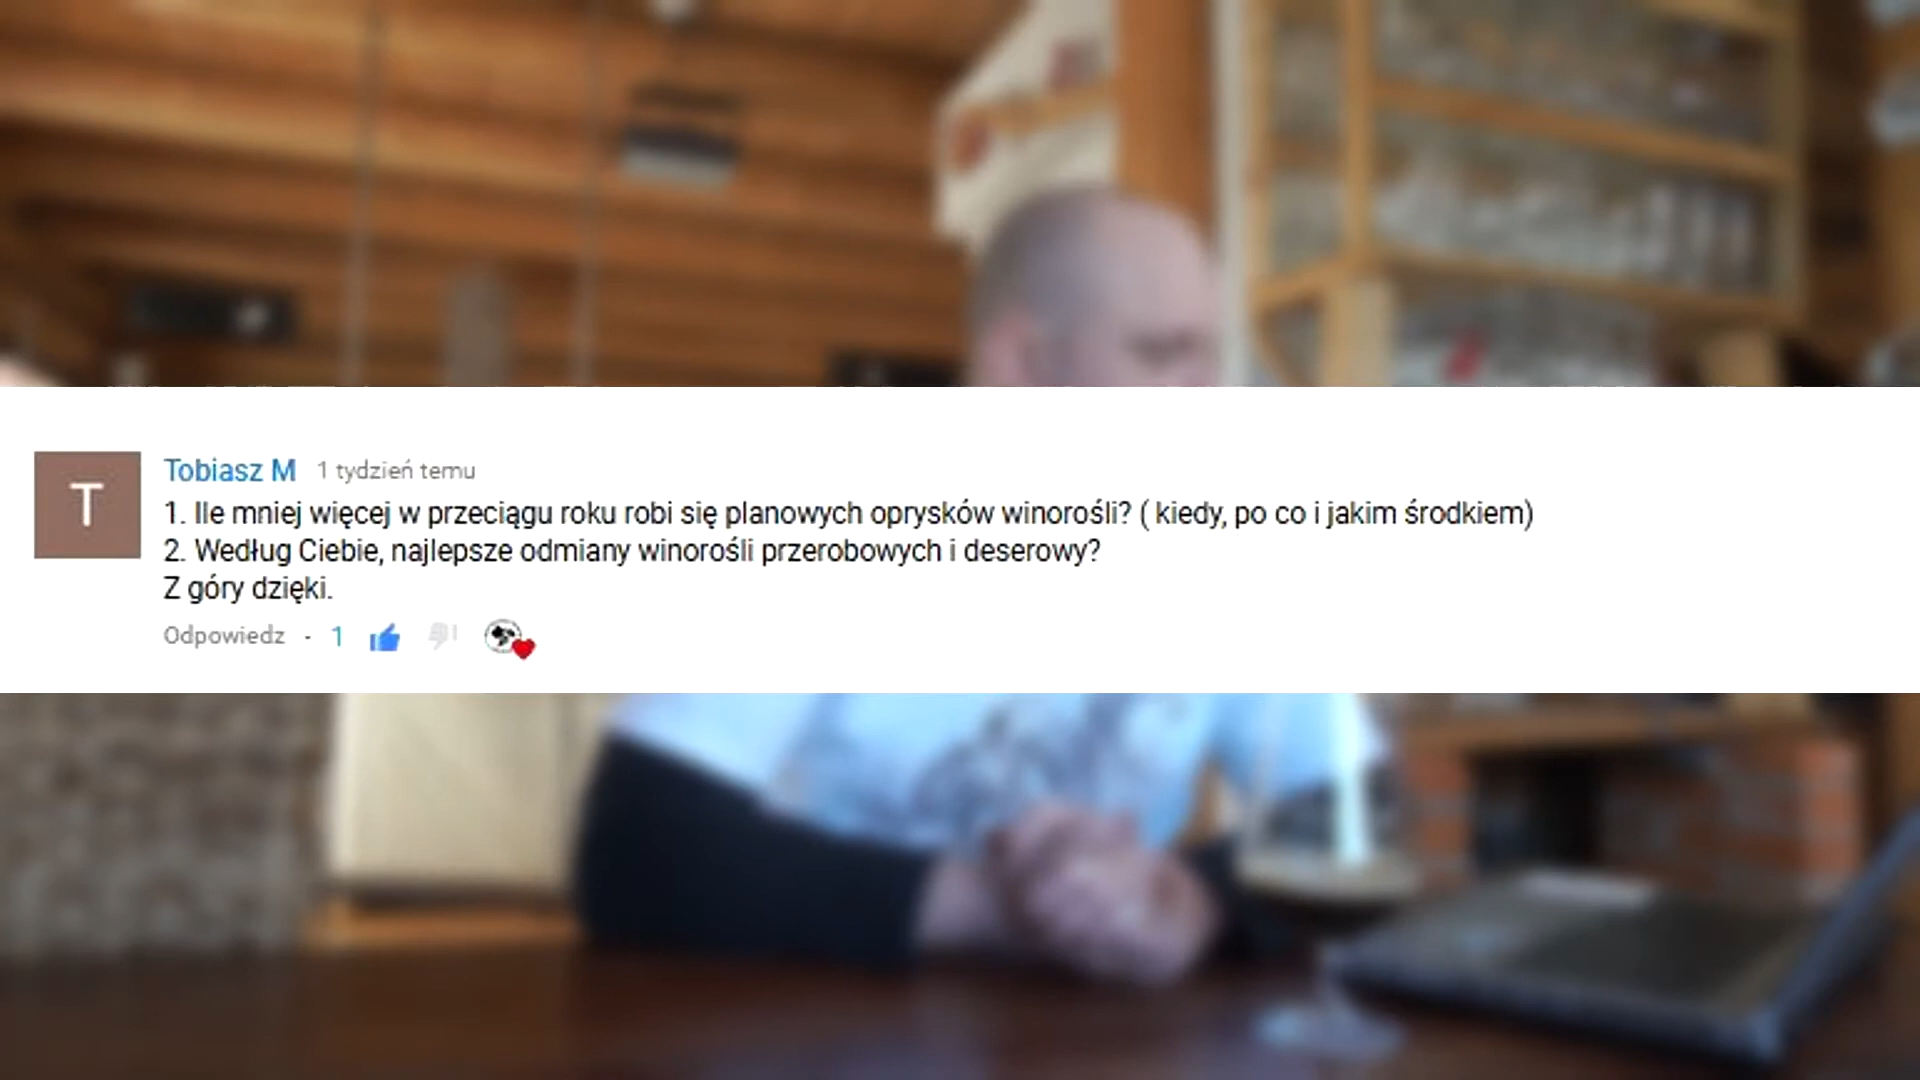 T
Tobiasz M 1 tydzień temu
1. Ile mniej więcej w przeciągu roku robi się planowych oprysków winorośli? ( kiedy, po co i jakim środkiem)
2. Według Ciebie, najlepsze odmiany winorośli przerobowych i deserowy?
Z góry dzięki.
Odpowiedz · 1